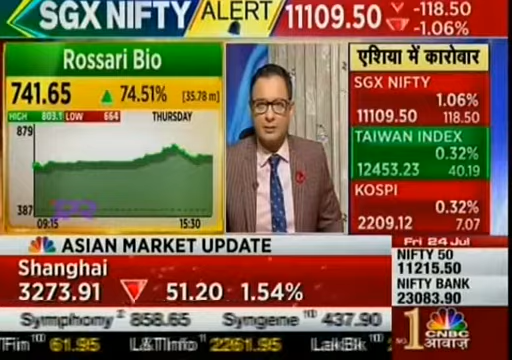 SGX NIFTY ALERT 11109.50 -118.50
-1.06%
Rossari Bio
741.65 74.51% [35.78 m]
HIGH 803.1 LOW 664 THURSDAY
879
387
09:15 15:30
एशिया में कारोबार
SGX NIFTY
1.06%
11109.50 118.50
TAIWAN INDEX
0.32%
12453.23 40.19
KOSPI
0.32%
2209.12 7.07
ASIAN MARKET UPDATE
Shanghai
3273.91 51.20 1.54%
Fri 24 Jul
NIFTY 50
11215.50
NIFTY BANK
23083.90
CNBC
आवाज़
Symphony 858.65 Syngene 437.90
61.95 L&TInfo 2261.95